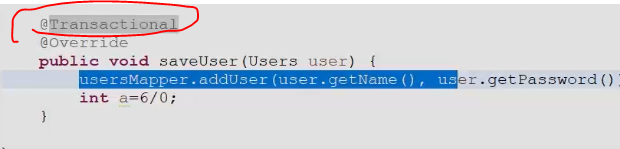 @Transactional
@Override
public void saveUser(Users user) {
usersMapper.addUser(user.getName(), user.getPassword()
int a=6/0;
}